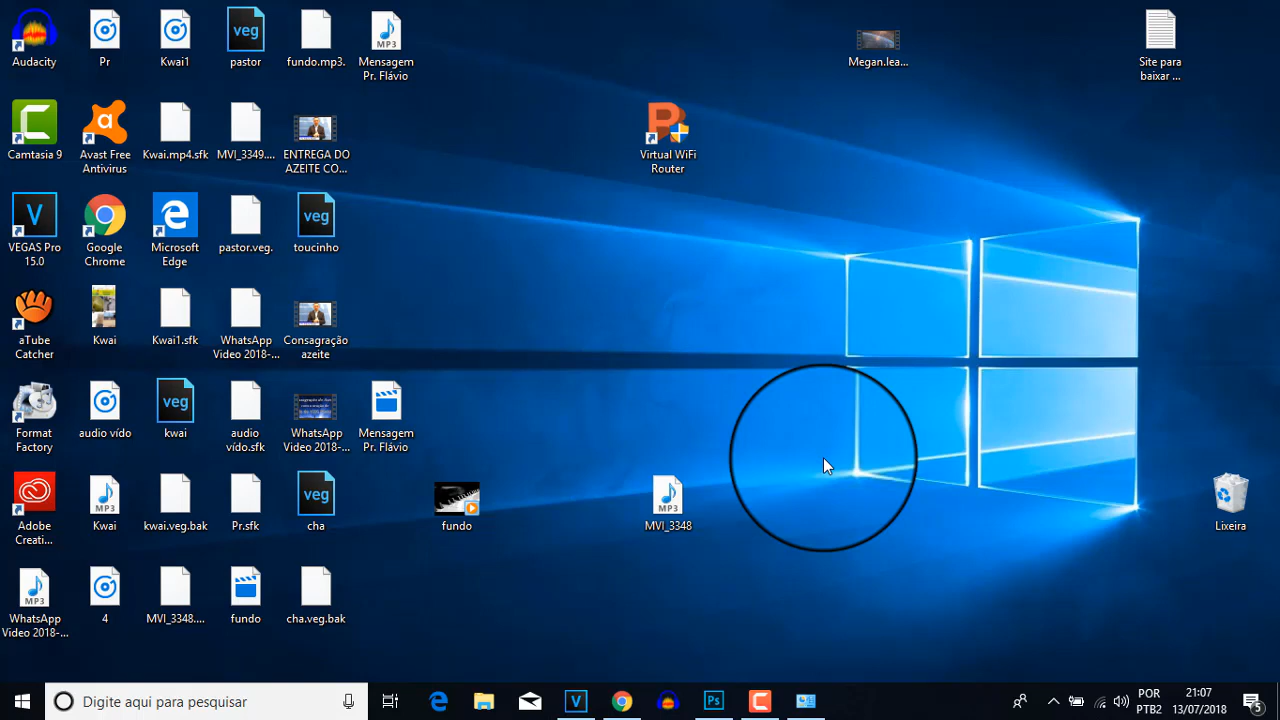 Audacity
Pr
Kwai1
pastor
fundo.mp3.
Mensagem
Pr. Flávio
Megan.lea...
Site para
baixar ...
Camtasia 9
Avast Free
Antivirus
Kwai.mp4.sfk
MVI_3349....
ENTREGA DO
AZEITE CO...
Virtual WiFi
Router
VEGAS Pro
15.0
Google
Chrome
Microsoft
Edge
pastor.veg.
toucinho
aTube
Catcher
Kwai
Kwai1.sfk
WhatsApp
Video 2018-...
Consagração
azeite
Format
Factory
audio vído
kwai
audio
vído.sfk
WhatsApp
Video 2018-...
Mensagem
Pr. Flávio
Adobe
Creati...
Kwai
kwai.veg.bak
Pr.sfk
cha
fundo
MVI_3348
Lixeira
WhatsApp
Video 2018-...
4
MVI_3348....
fundo
cha.veg.bak
veg
MP3
veg
veg
veg
MP3
MP3
MP3
Digite aqui para pesquisar
V
Ps
POR
PTB2
21:07
13/07/2018
5